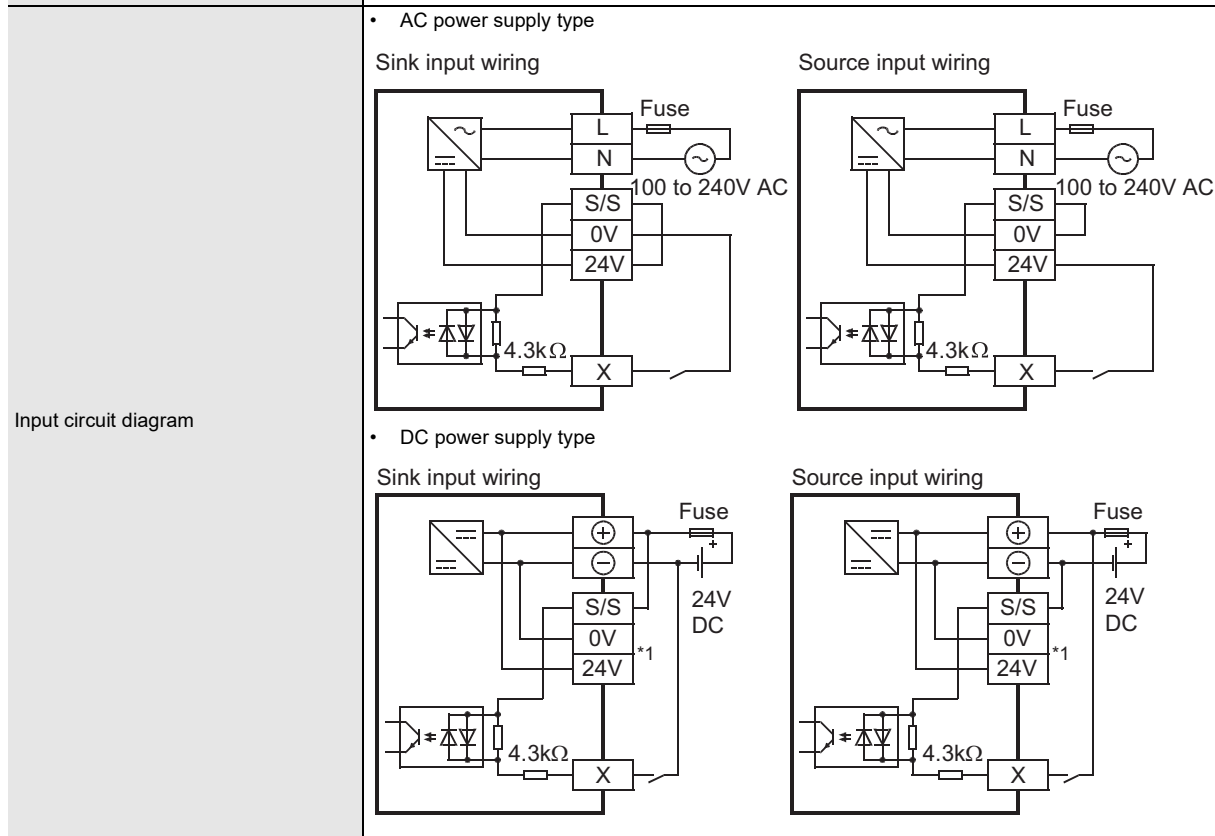 Input circuit diagram
• AC power supply type
Sink input wiring
Fuse
L
N
100 to 240V AC
S/S
0V
24V
4.3kΩ
X
Source input wiring
Fuse
L
N
100 to 240V AC
S/S
0V
24V
4.3kΩ
X
• DC power supply type
Sink input wiring
Fuse
+
24V
DC
S/S
0V
24V
*1
4.3kΩ
X
Source input wiring
Fuse
+
24V
DC
S/S
0V
24V
*1
4.3kΩ
X